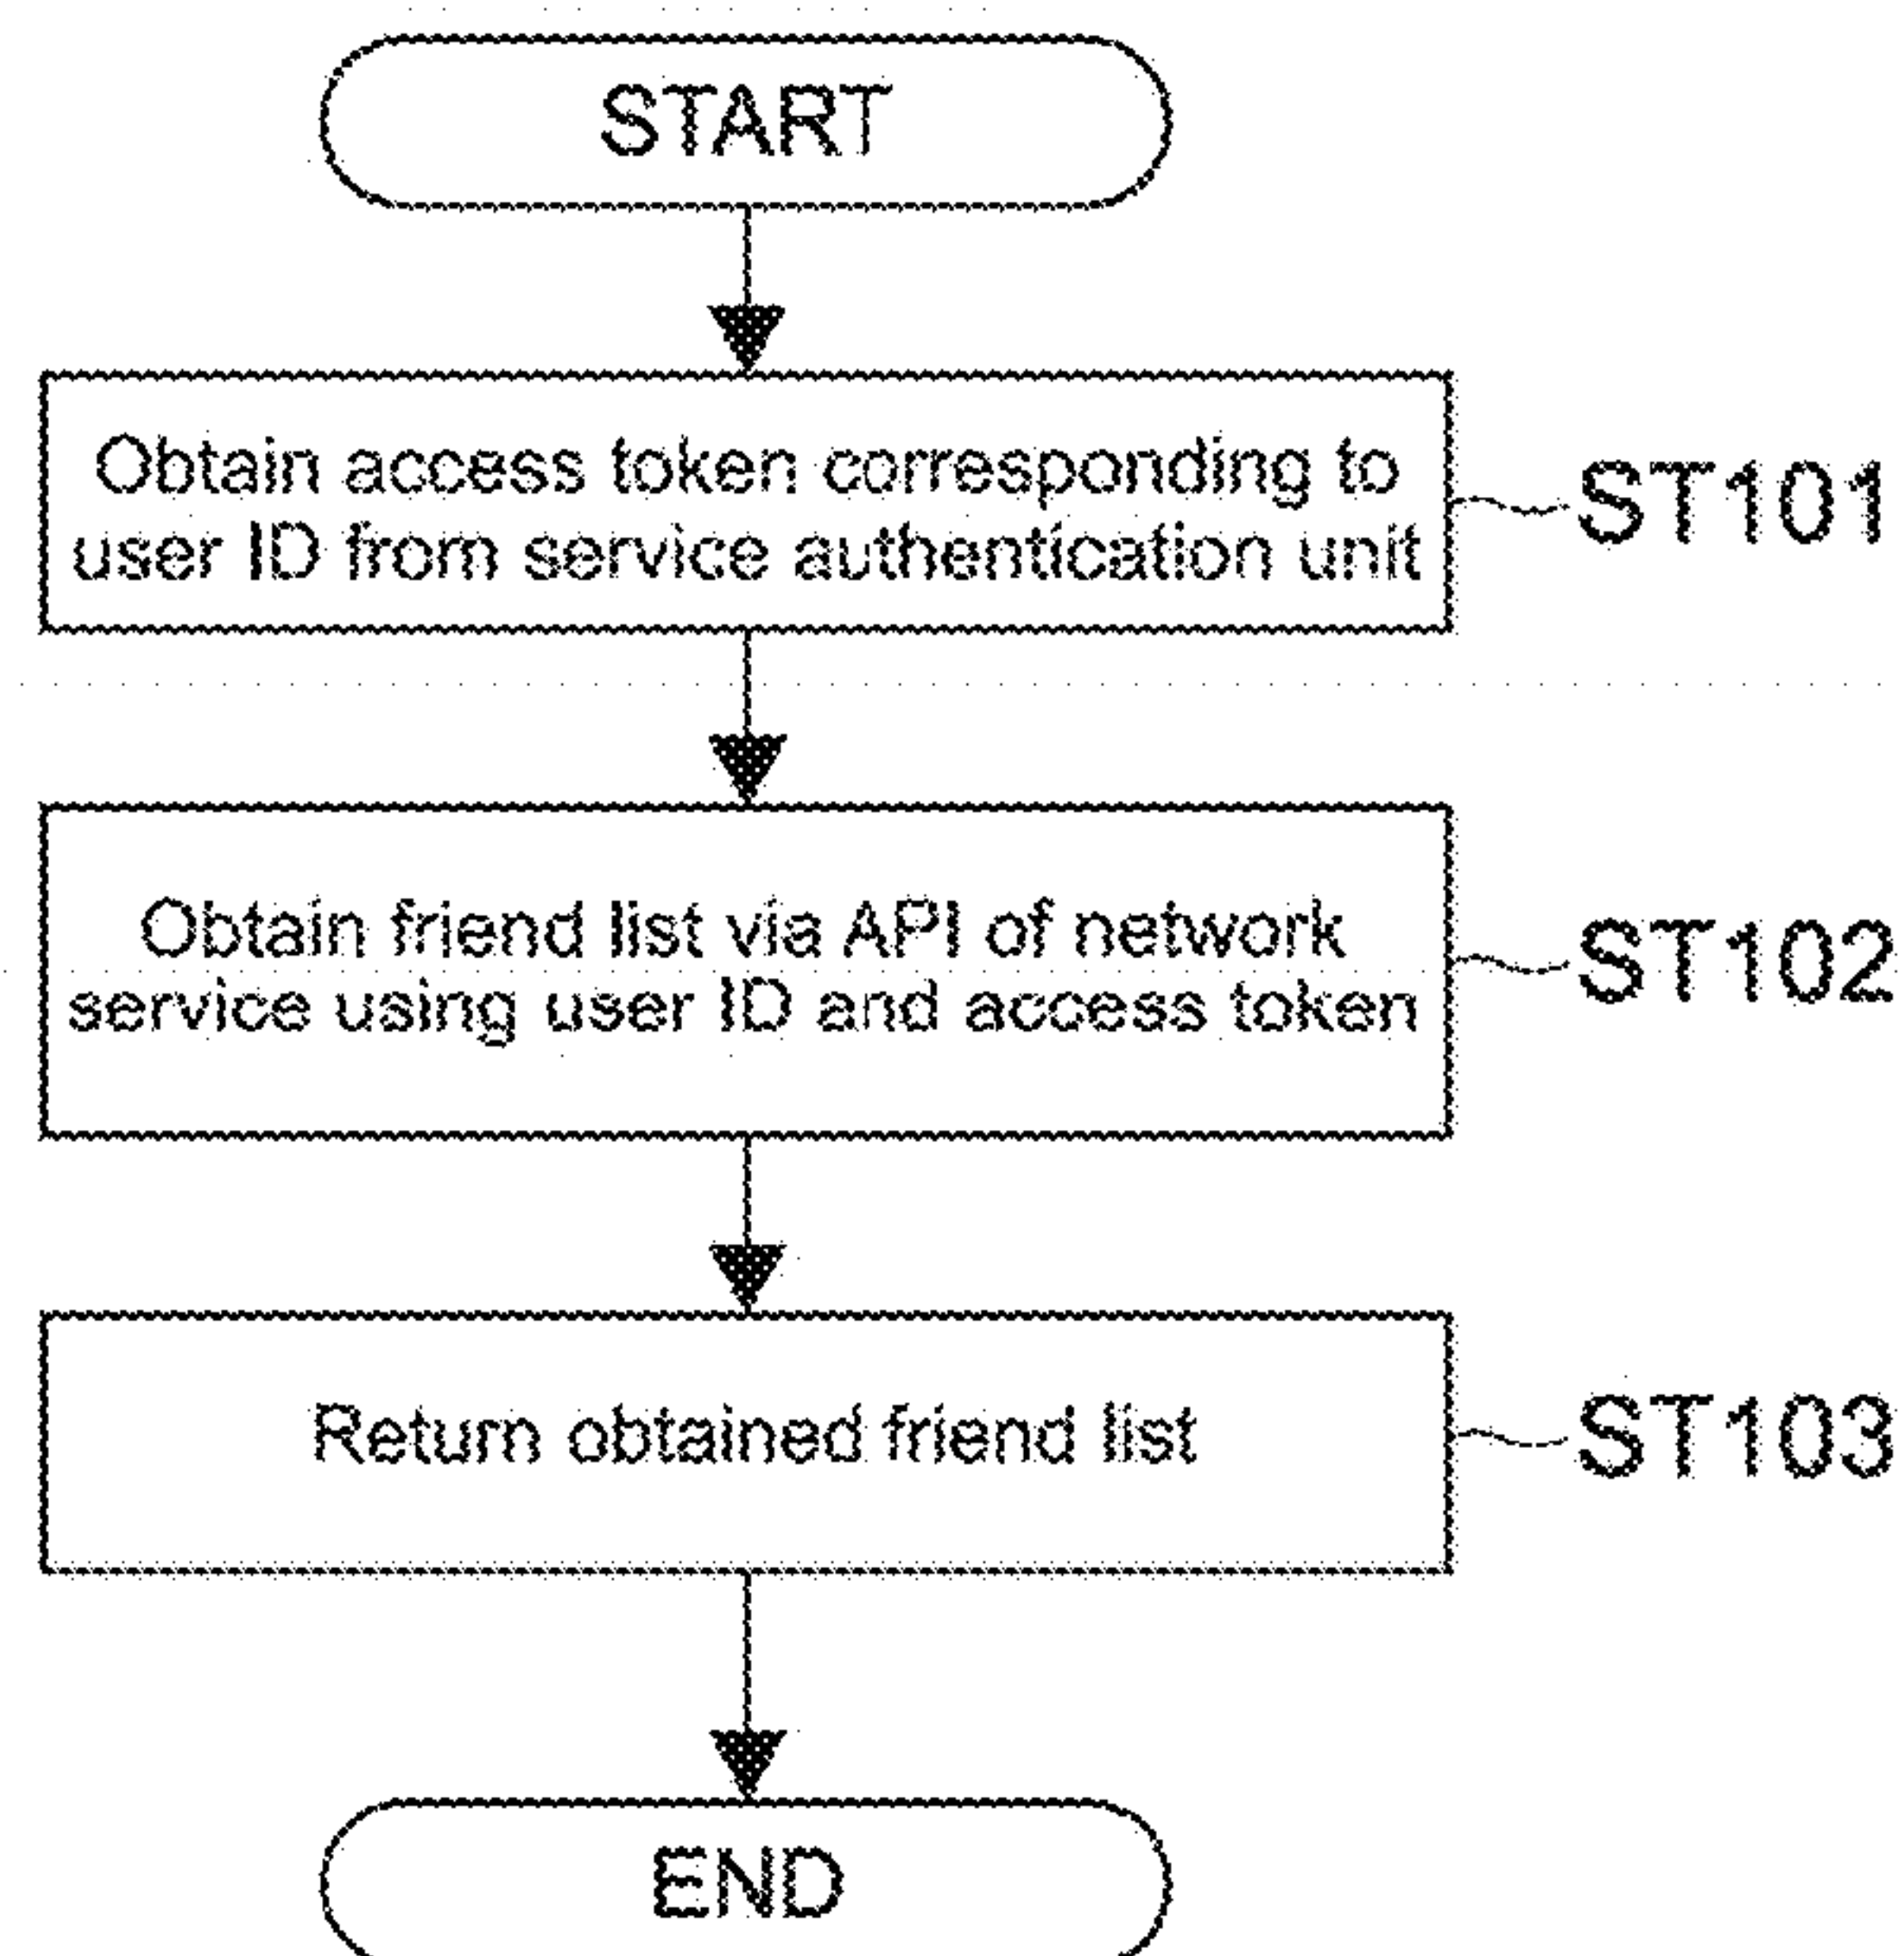 START
Obtain access token corresponding to
user ID from service authentication unit
ST101
Obtain friend list via API of network
service using user ID and access token
ST102
Return obtained friend list
ST103
END